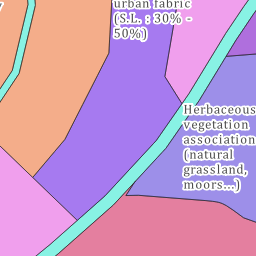 urban fabric
(S.L. : 30% -
50%)
Herbaceous
vegetation
association
(natural
grassland,
moors...)